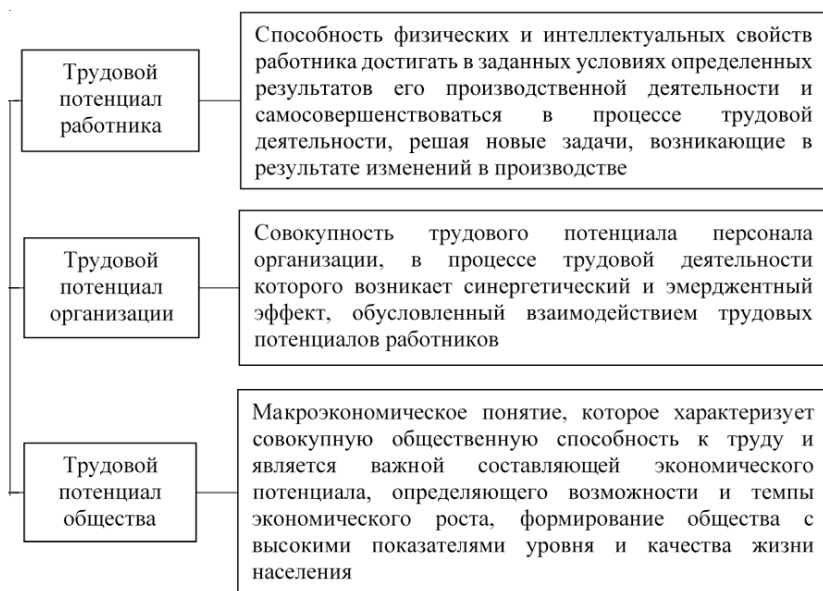 Трудовой
потенциал
работника
Способность физических и интеллектуальных свойств
работника достигать в заданных условиях определенных
результатов его производственной деятельности и
самосовершенствоваться в процессе трудовой
деятельности, решая новые задачи, возникающие в
результате изменений в производстве
Трудовой
потенциал
организации
Совокупность трудового потенциала персонала
организации, в процессе трудовой деятельности
которого возникает синергетический и эмерджентный
эффект, обусловленный взаимодействием трудовых
потенциалов работников
Трудовой
потенциал
общества
Макроэкономическое понятие, которое характеризует
совокупную общественную способность к труду и
является важной составляющей экономического
потенциала, определяющего возможности и темпы
экономического роста, формирование общества с
высокими показателями уровня и качества жизни
населения